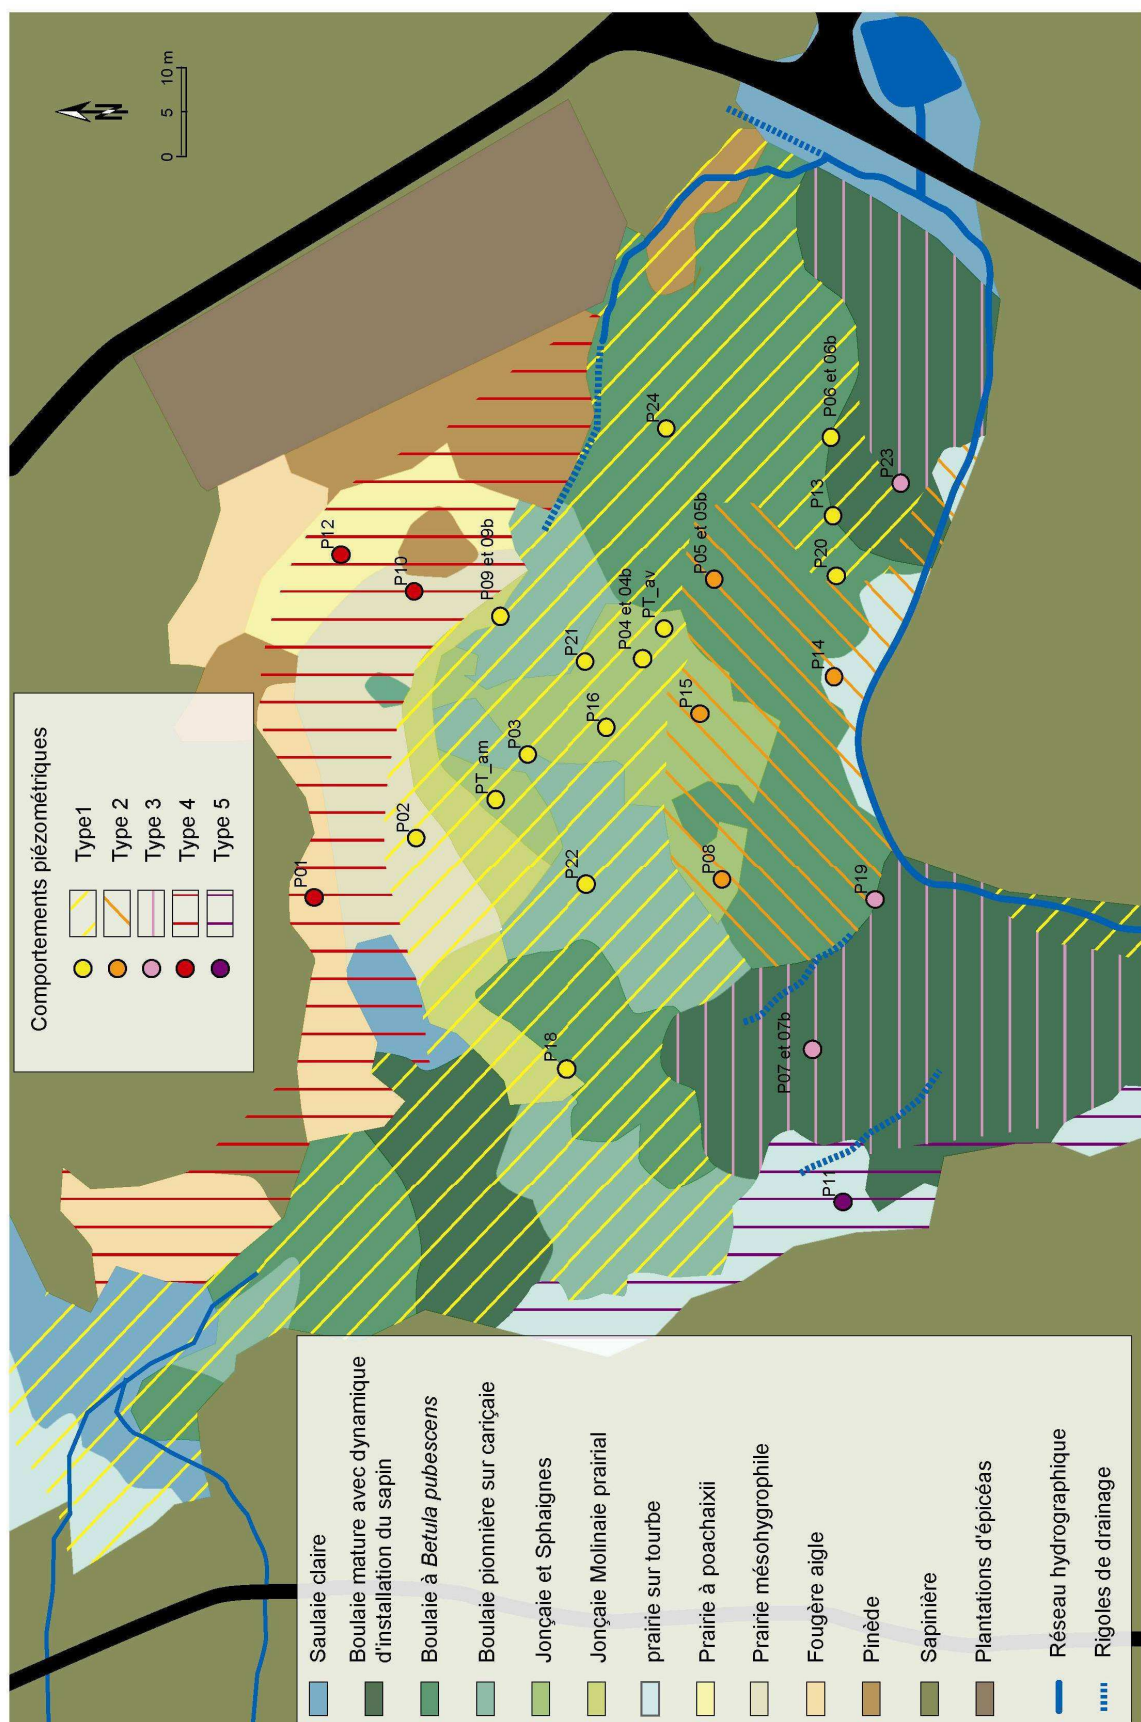 Comportements piézométriques
Type1
Type 2
Type 3
Type 4
Type 5
N
0 5 10 m
P01
P12
P10
P02
P09 et 09b
PT_am
P03
P21
P16
P04 et 04b
PT_av
P24
P22
P18
P15
P05 et 05b
P08
P06 et 06b
P13
P20
P23
P14
P19
P07 et 07b
P11
Saulaie claire
Boulaie mature avec dynamique
d'installation du sapin
Boulaie à Betula pubescens
Boulaie pionnière sur cariçaie
Jonçaie et Sphaignes
Jonçaie Molinaie prairial
prairie sur tourbe
Prairie à poachaixii
Prairie mésohygrophile
Fougère aigle
Pinède
Sapinière
Plantations d'épicéas
Réseau hydrographique
Rigoles de drainage